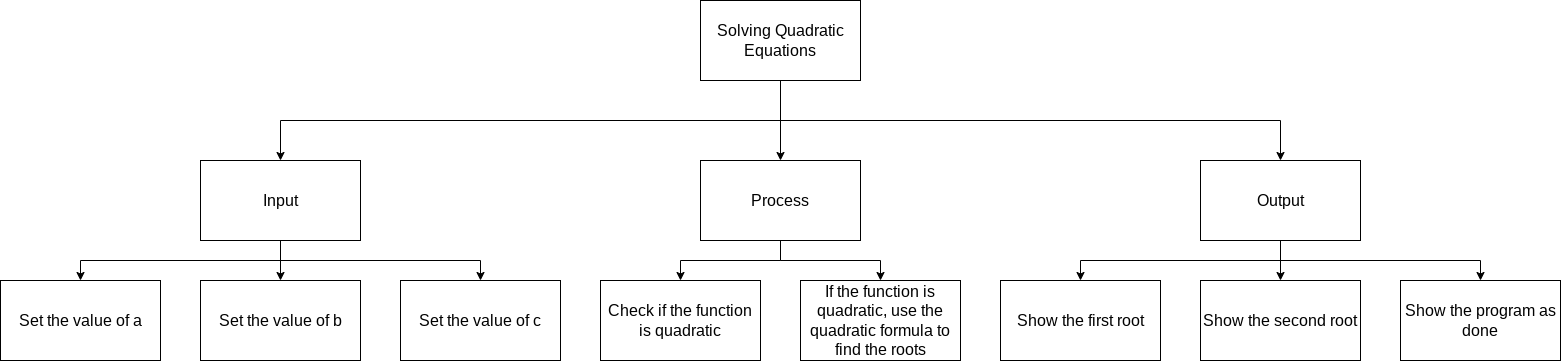 Solving Quadratic
Equations
Input
Process
Output
Set the value of a
Set the value of b
Set the value of c
Check if the function
is quadratic
If the function is
quadratic, use the
quadratic formula to
find the roots
Show the first root
Show the second root
Show the program as
done